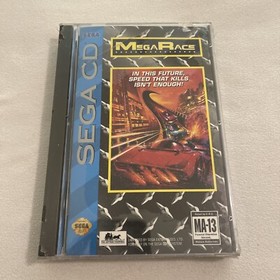 SEGA CD
MEGARACE
IN THIS FUTURE,
SPEED THAT KILLS
ISN'T ENOUGH!
SEGA
MA-13